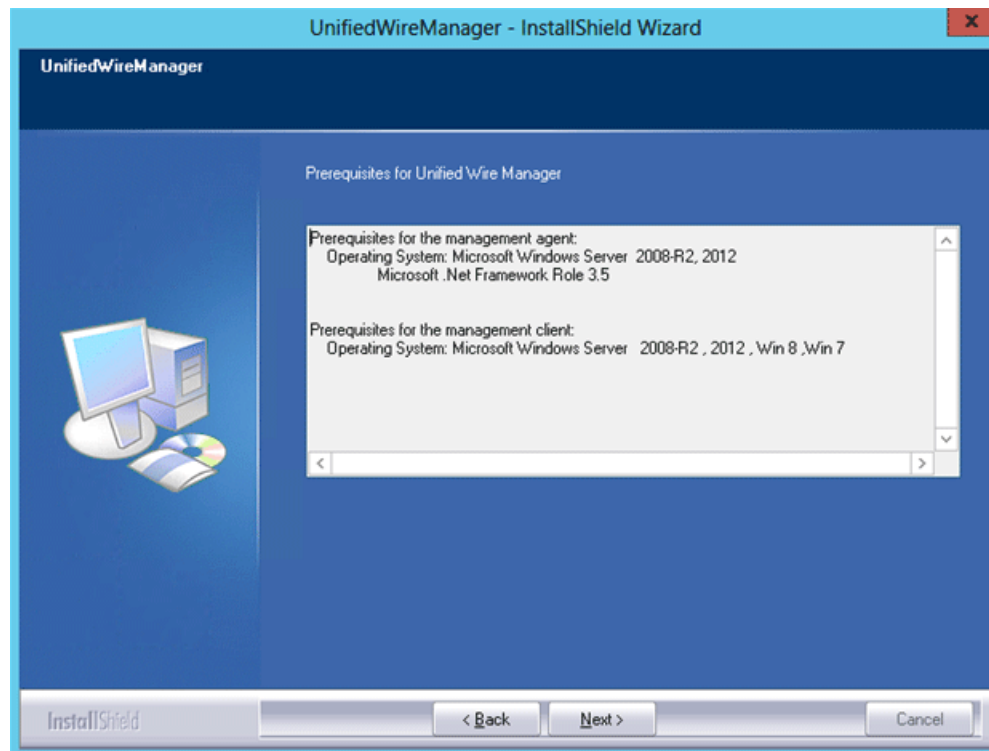 UnifiedWireManager - InstallShield Wizard
x
UnifiedWireManager
Prerequisites for Unified Wire Manager
Prerequisites for the management agent:
Operating System: Microsoft Windows Server 2008-R2, 2012
Microsoft .Net Framework Role 3.5
Prerequisites for the management client:
Operating System: Microsoft Windows Server 2008-R2 , 2012 , Win 8 ,Win 7
InstallShield
< Back
Next >
Cancel